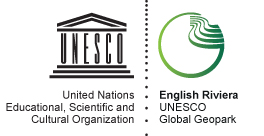 UNESCO
United Nations
Educational, Scientific and
Cultural Organization
English Riviera
UNESCO
Global Geopark